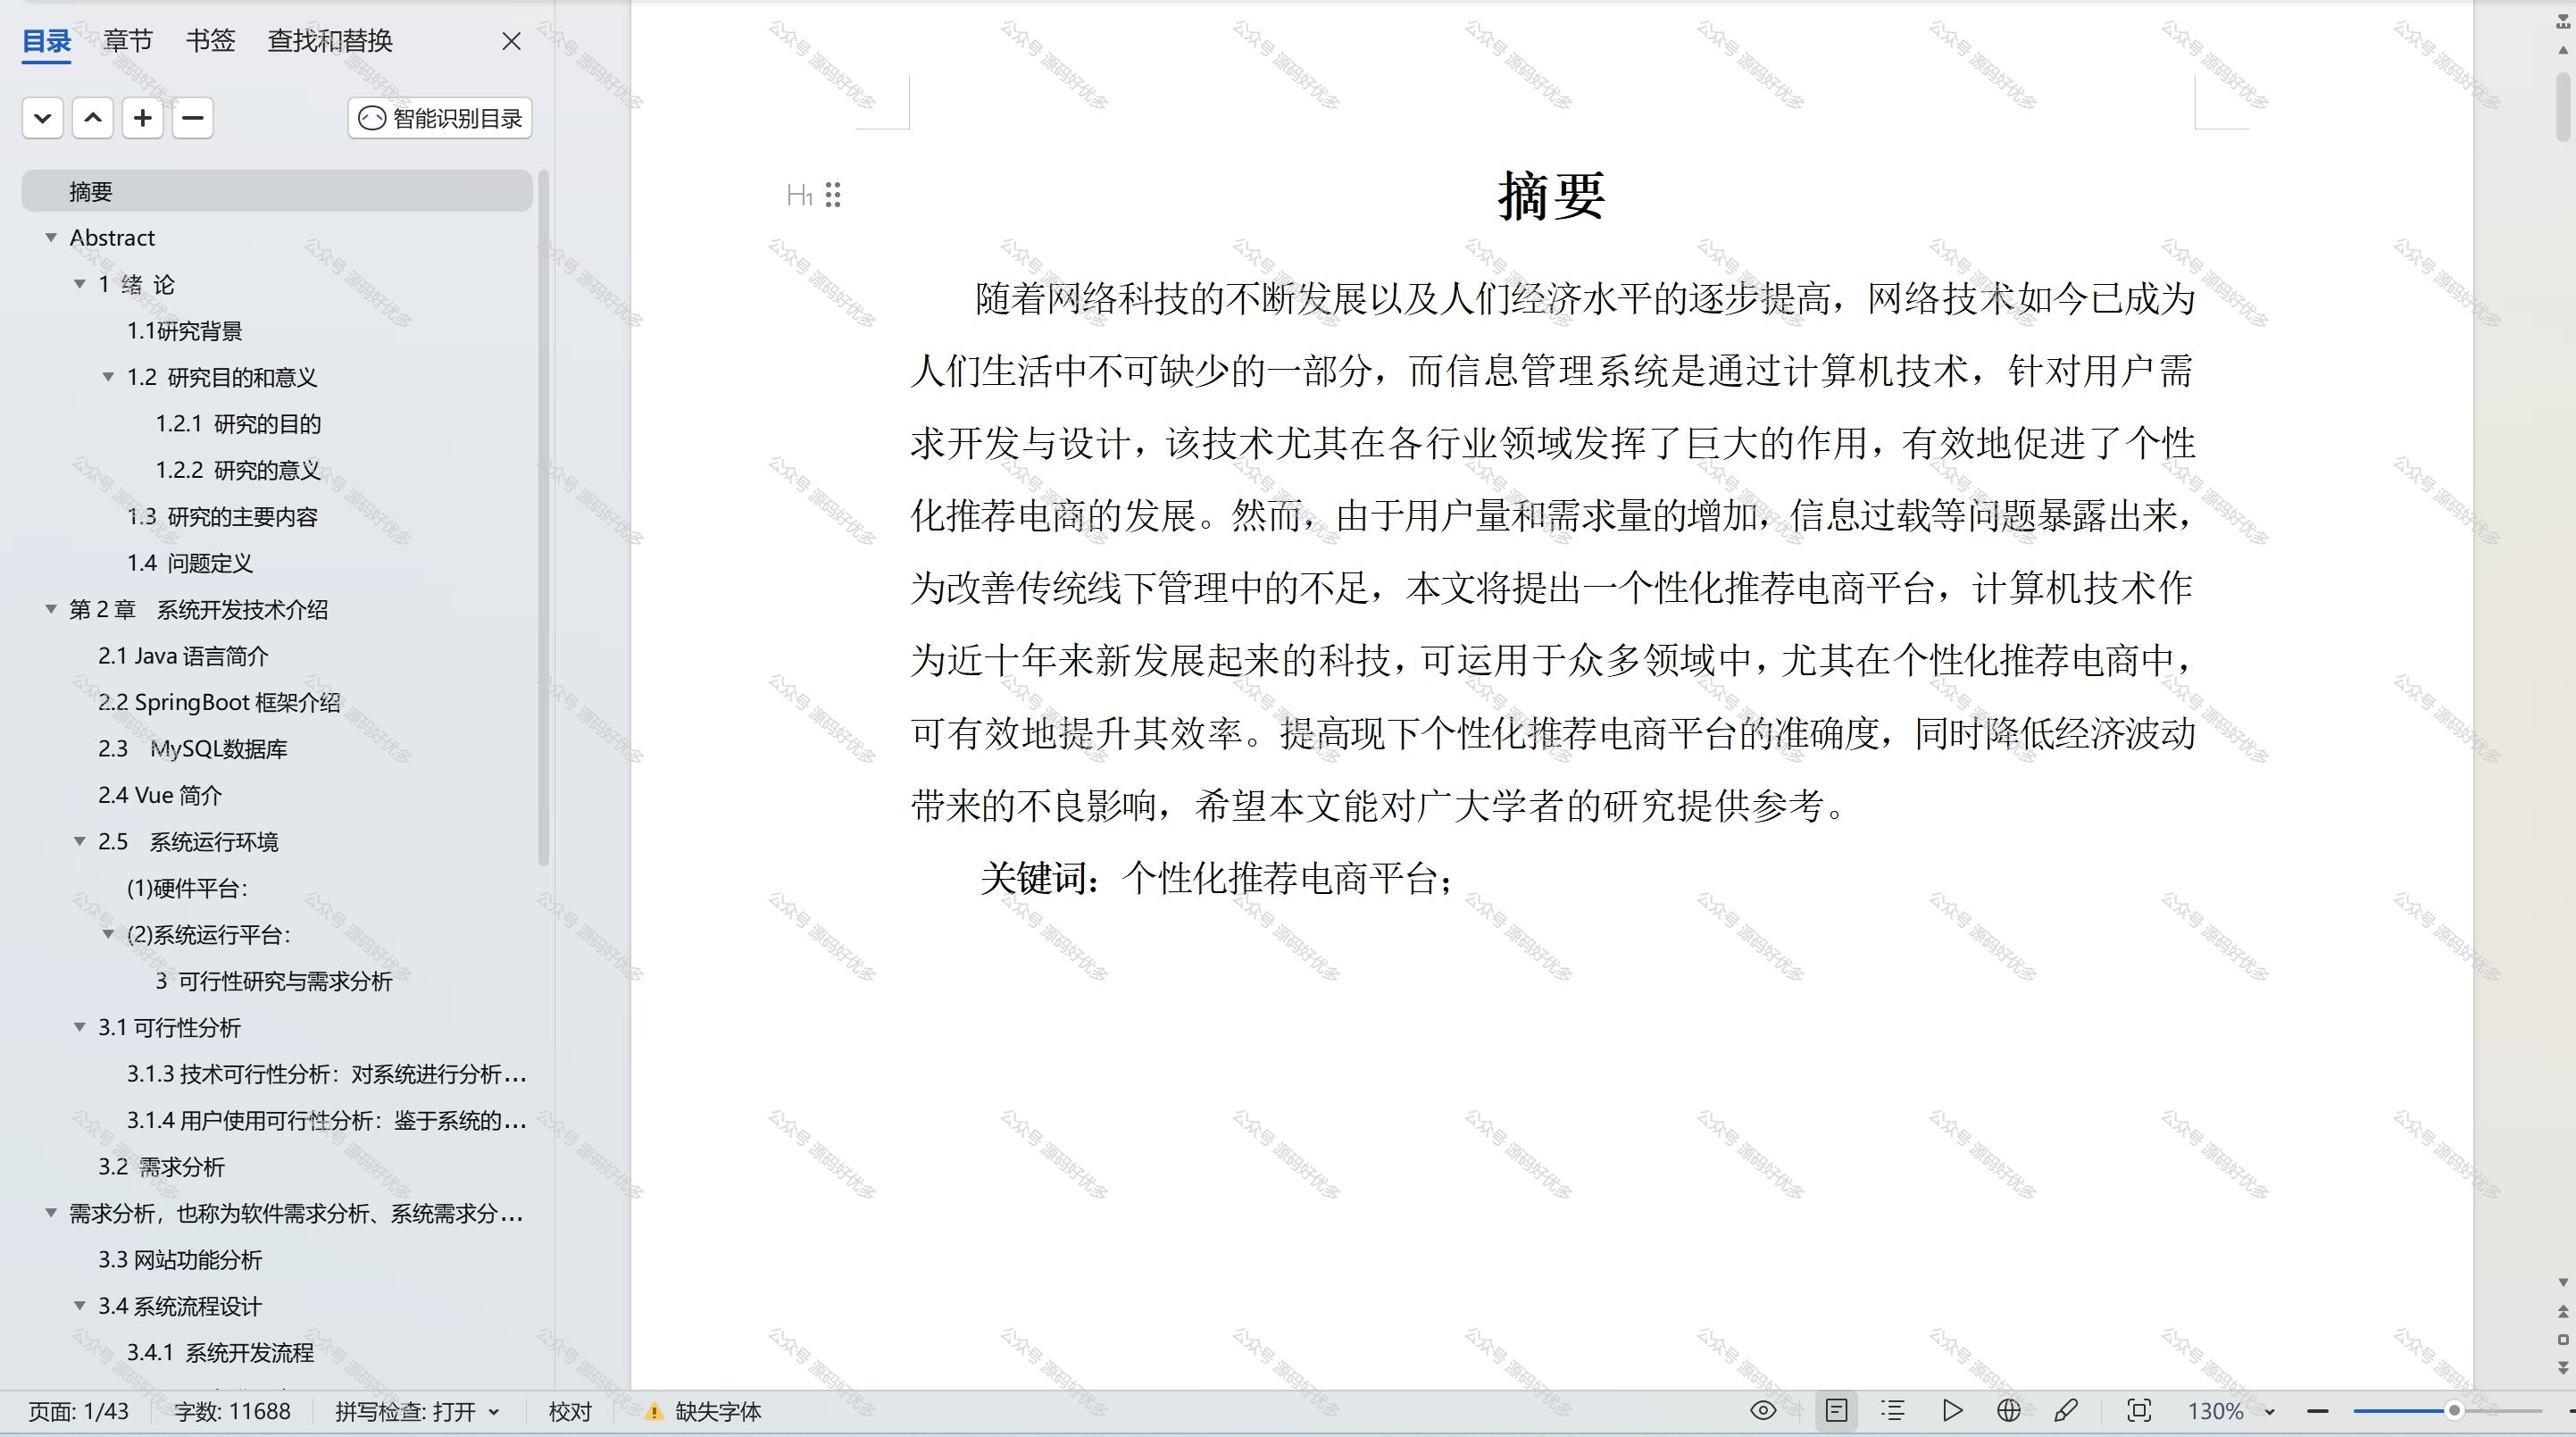 目录 章节 书签 查找和替换
智能识别目录
摘要
Abstract
1 绪 论
1.1研究背景
1.2 研究目的和意义
1.2.1 研究的目的
1.2.2 研究的意义
1.3 研究的主要内容
1.4 问题定义
第 2 章 系统开发技术介绍
2.1 Java 语言简介
2.2 SpringBoot 框架介绍
2.3 MySQL数据库
2.4 Vue 简介
2.5 系统运行环境
(1)硬件平台：
(2)系统运行平台：
3 可行性研究与需求分析
3.1 可行性分析
3.1.3 技术可行性分析：对系统进行分析...
3.1.4 用户使用可行性分析：鉴于系统的...
3.2 需求分析
需求分析，也称为软件需求分析、系统需求分...
3.3 网站功能分析
3.4 系统流程设计
3.4.1 系统开发流程
H1
摘要
随着网络科技的不断发展以及人们经济水平的逐步提高，网络技术如今已成为
人们生活中不可缺少的一部分，而信息管理系统是通过计算机技术，针对用户需
求开发与设计，该技术尤其在各行业领域发挥了巨大的作用，有效地促进了个性
化推荐电商的发展。然而，由于用户量和需求量的增加，信息过载等问题暴露出来，
为改善传统线下管理中的不足，本文将提出一个性化推荐电商平台，计算机技术作
为近十年来新发展起来的科技，可运用于众多领域中，尤其在个性化推荐电商中，
可有效地提升其效率。提高现下个性化推荐电商平台的准确度，同时降低经济波动
带来的不良影响，希望本文能对广大学者的研究提供参考。
关键词：个性化推荐电商平台；
页面: 1/43 字数: 11688 拼写检查: 打开 校对 缺失字体 130%
公众号 源码好优多